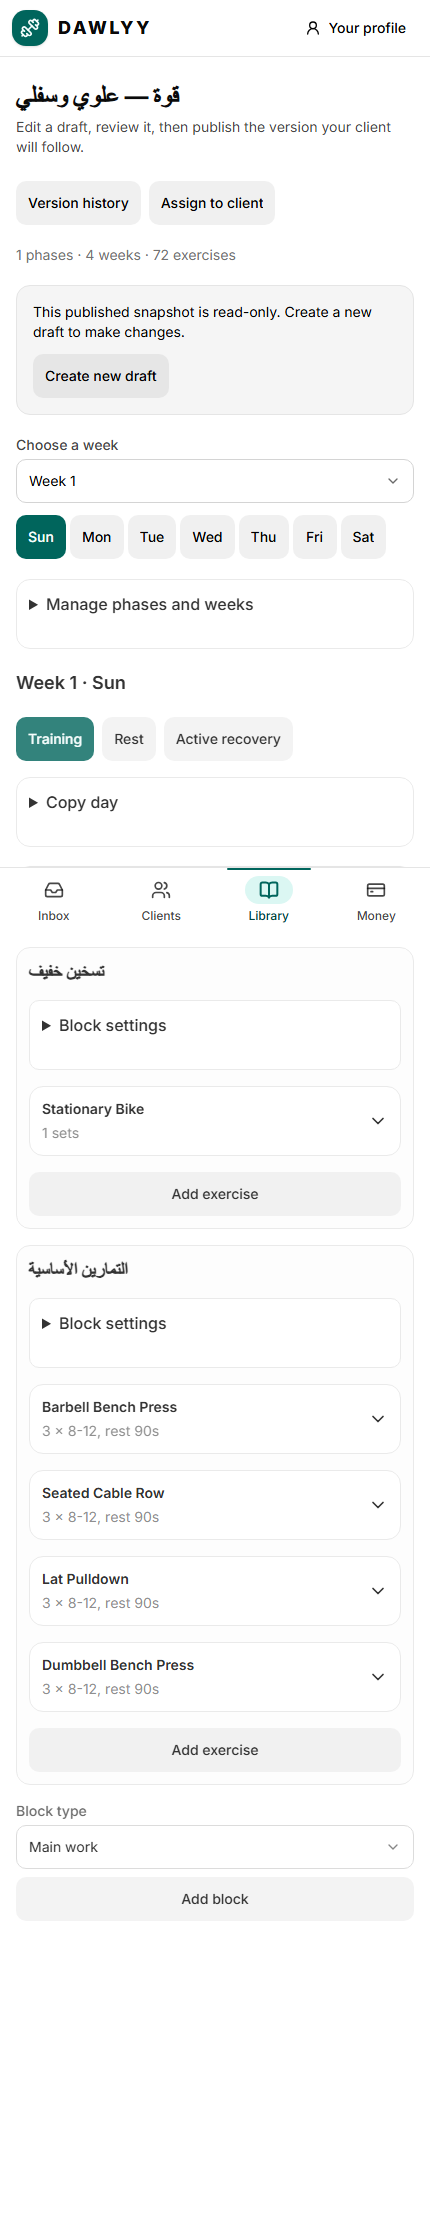 DAWLYY
Your profile
قوة — علوي وسفلي
Edit a draft, review it, then publish the version your client
will follow.
Version history
Assign to client
1 phases · 4 weeks · 72 exercises
This published snapshot is read-only. Create a new
draft to make changes.
Create new draft
Choose a week
Week 1
Sun
Mon
Tue
Wed
Thu
Fri
Sat
Manage phases and weeks
Week 1 · Sun
Training
Rest
Active recovery
Copy day
Inbox
Clients
Library
Money
تسخين خفيف
Block settings
Stationary Bike
1 sets
Add exercise
التمارين الأساسية
Block settings
Barbell Bench Press
3 × 8-12, rest 90s
Seated Cable Row
3 × 8-12, rest 90s
Lat Pulldown
3 × 8-12, rest 90s
Dumbbell Bench Press
3 × 8-12, rest 90s
Add exercise
Block type
Main work
Add block